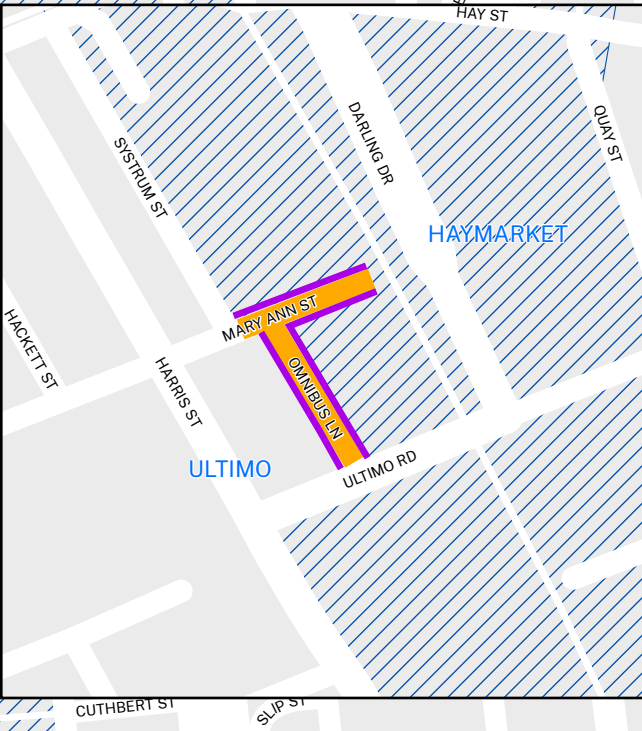 HAY ST
DARLING DR
QUAY ST
SYSTRUM ST
HAYMARKET
MARY ANN ST
HACKETT ST
HARRIS ST
OMNIBUS LN
ULTIMO
ULTIMO RD
CUTHBERT ST
SLIP ST